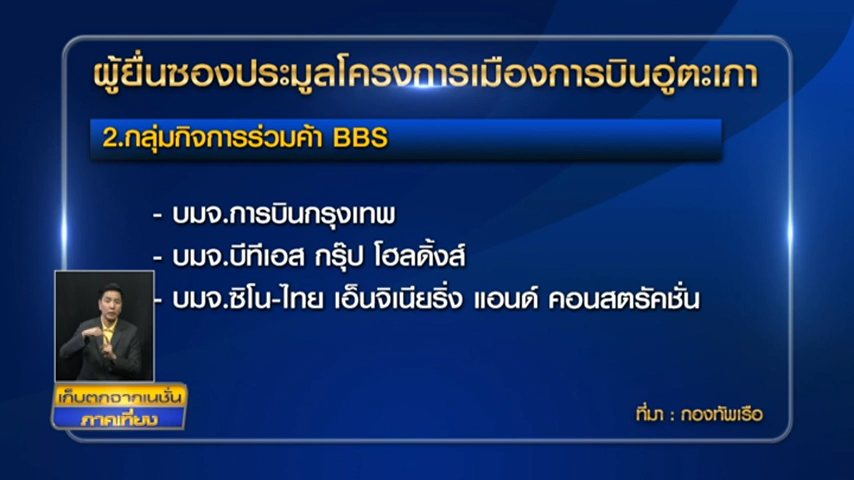 ผู้ยื่นซองประมูลโครงการเมืองการบินอู่ตะเภา
2.กลุ่มกิจการร่วมค้า BBS
- บมจ.การบินกรุงเทพ
- บมจ.บีทีเอส กรุ๊ป โฮลดิ้งส์
- บมจ.ซิโน-ไทย เอ็นจิเนียริ่ง แอนด์ คอนสตรัคชั่น
เก็บตกจากเนชั่น
ภาคเที่ยง
ที่มา : กองทัพเรือ